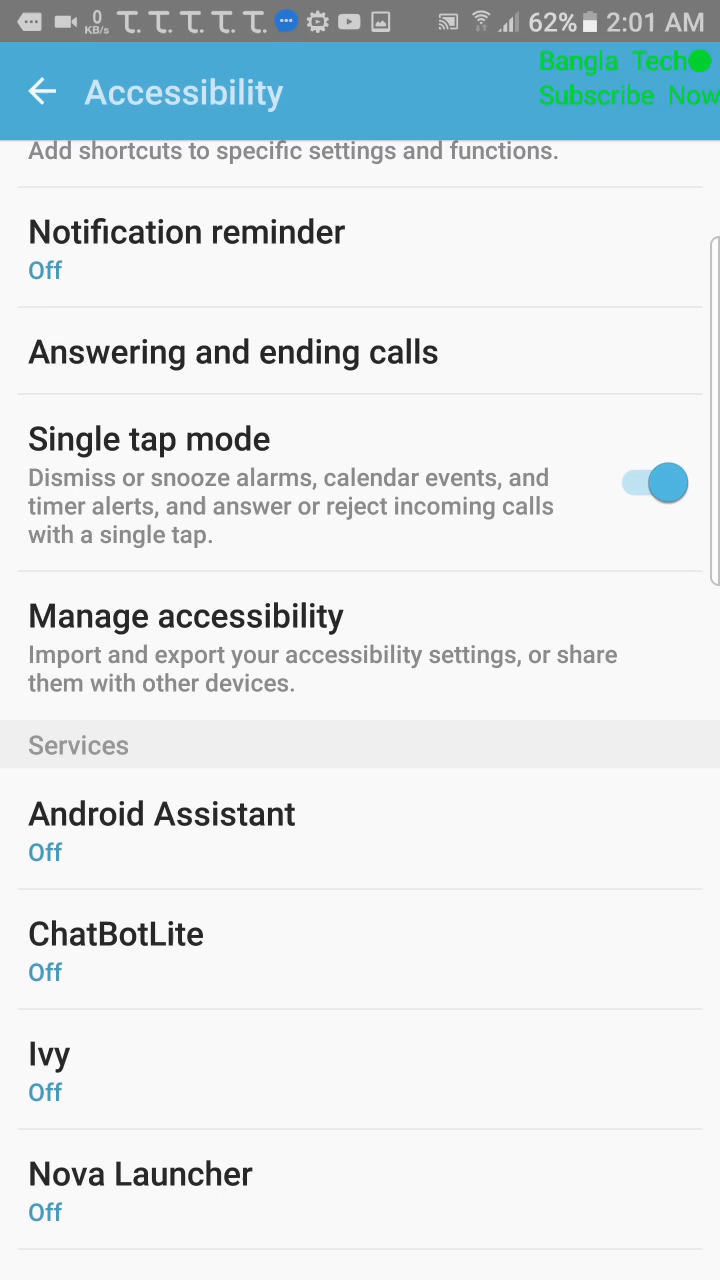 0
KB/s
T. T. T. T. T.
62% 2:01 AM
Bangla Tech
Subscribe Now
Accessibility
Add shortcuts to specific settings and functions.
Notification reminder
Off
Answering and ending calls
Single tap mode
Dismiss or snooze alarms, calendar events, and
timer alerts, and answer or reject incoming calls
with a single tap.
Manage accessibility
Import and export your accessibility settings, or share
them with other devices.
Services
Android Assistant
Off
ChatBotLite
Off
Ivy
Off
Nova Launcher
Off